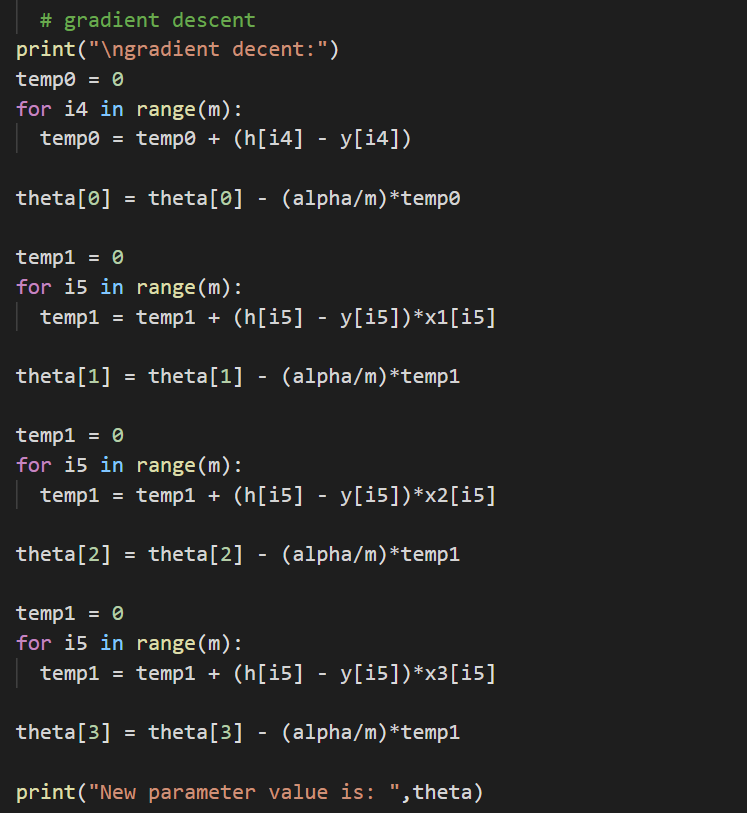 # gradient descent
print("\ngradient decent:")
temp0 = 0
for i4 in range(m):
temp0 = temp0 + (h[i4] - y[i4])
theta[0] = theta[0] - (alpha/m)*temp0
temp1 = 0
for i5 in range(m):
temp1 = temp1 + (h[i5] - y[i5])*x1[i5]
theta[1] = theta[1] - (alpha/m)*temp1
temp1 = 0
for i5 in range(m):
temp1 = temp1 + (h[i5] - y[i5])*x2[i5]
theta[2] = theta[2] - (alpha/m)*temp1
temp1 = 0
for i5 in range(m):
temp1 = temp1 + (h[i5] - y[i5])*x3[i5]
theta[3] = theta[3] - (alpha/m)*temp1
print("New parameter value is: ",theta)